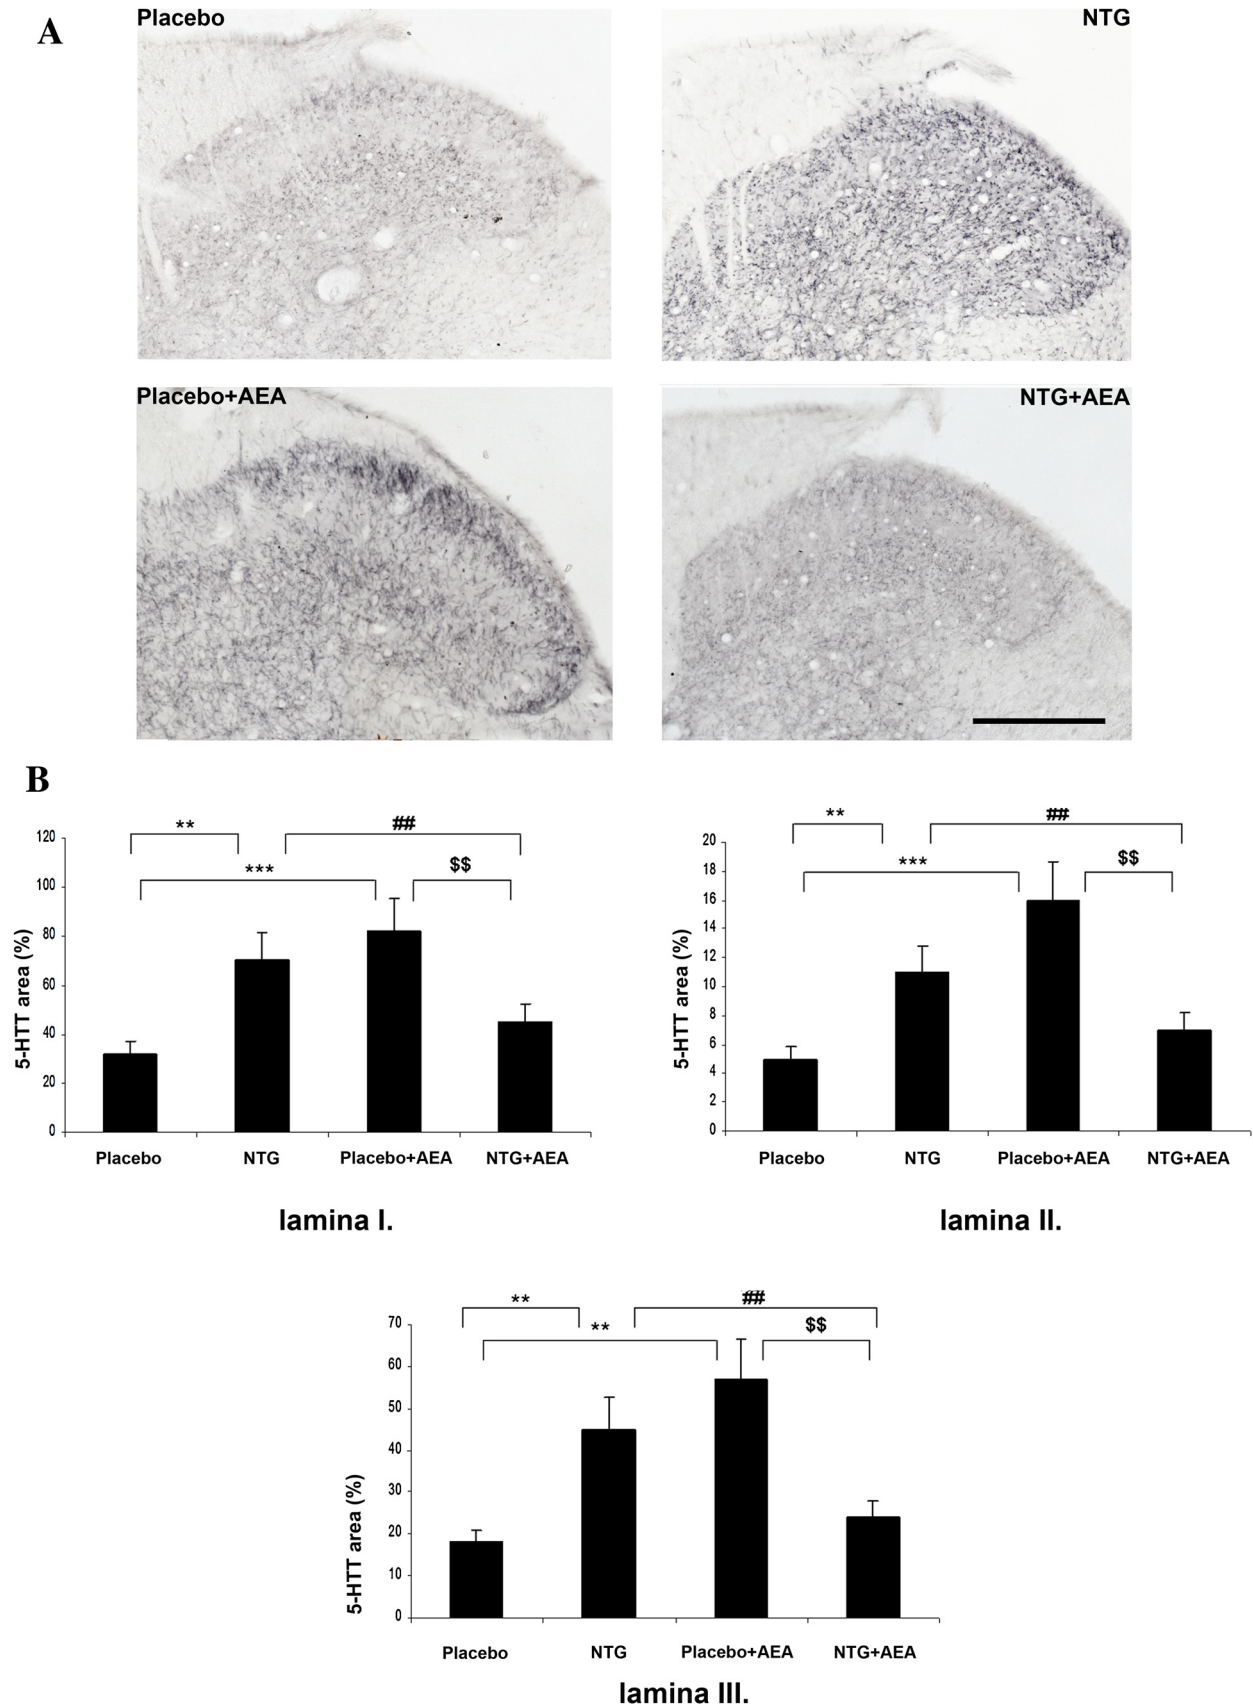 A
Placebo
NTG
Placebo+AEA
NTG+AEA
B
** ##
*** $$
120
100
80
60
40
20
0
5-HTT area (%)
Placebo NTG Placebo+AEA NTG+AEA
lamina I.
** ##
*** $$
20
18
16
14
12
10
8
6
4
2
0
5-HTT area (%)
Placebo NTG Placebo+AEA NTG+AEA
lamina II.
** ##
** $$
70
60
50
40
30
20
10
0
5-HTT area (%)
Placebo NTG Placebo+AEA NTG+AEA
lamina III.